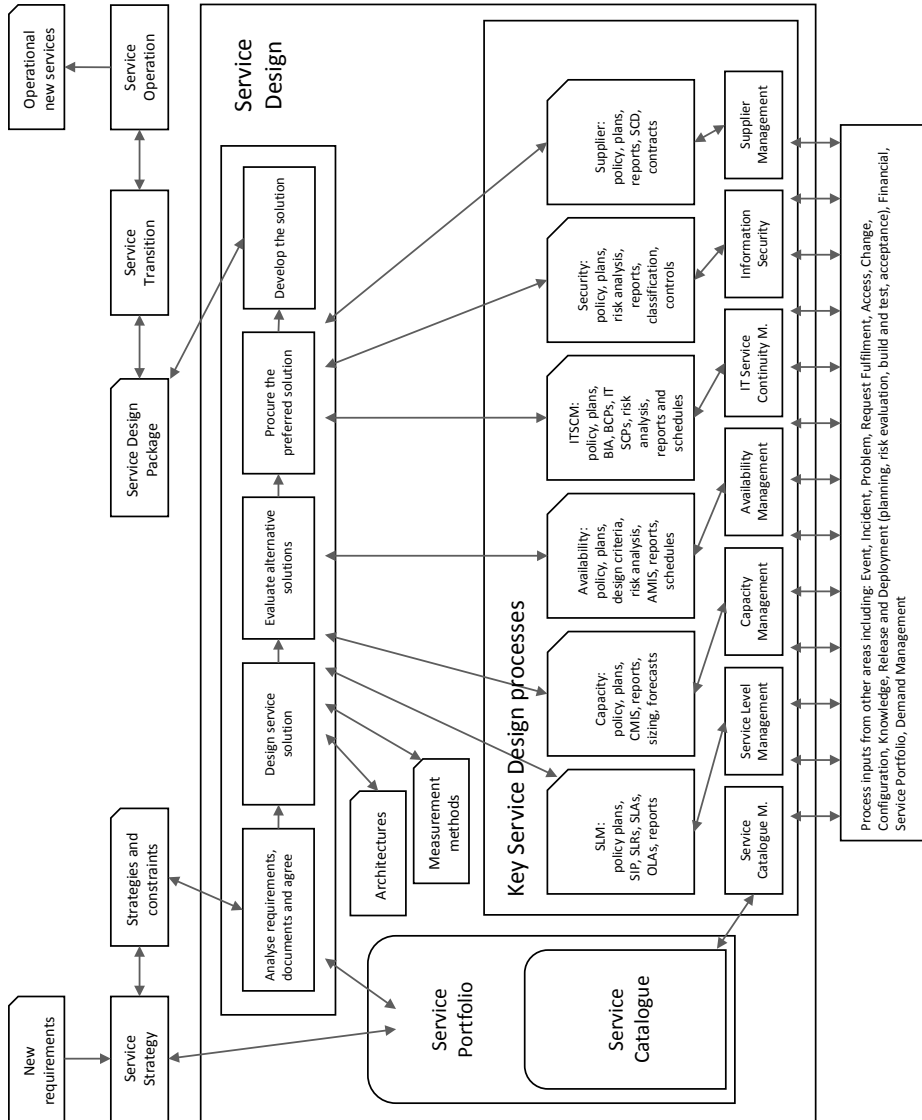 New
requirements
Service
Strategy
Strategies and
constraints
Service Design
Package
Service
Transition
Service
Operation
Operational
new services
Service
Design
Analyse requirements,
documents and agree
Design service
solution
Evaluate alternative
solutions
Procure the
preferred solution
Develop the solution
Architectures
Measurement
methods
Service
Portfolio
Service
Catalogue
Key Service Design processes
SLM:
policy plans,
SIP, SLRs, SLAs,
OLAs, reports
Capacity:
policy, plans,
CMIS, reports,
sizing, forecasts
Availability:
policy, plans,
design criteria,
risk analysis,
AMIS, reports,
schedules
ITSCM:
policy, plans,
BIA, BCPs, IT
SCPs, risk
analysis,
reports and
schedules
Security:
policy, plans,
risk analysis,
reports,
classification,
controls
Supplier:
policy, plans,
reports, SCD,
contracts
Service
Catalogue M.
Service Level
Management
Capacity
Management
Availability
Management
IT Service
Continuity M.
Information
Security
Supplier
Management
Process inputs from other areas including: Event, Incident, Problem, Request Fulfilment, Access, Change,
Configuration, Knowledge, Release and Deployment (planning, risk evaluation, build and test, acceptance), Financial,
Service Portfolio, Demand Management